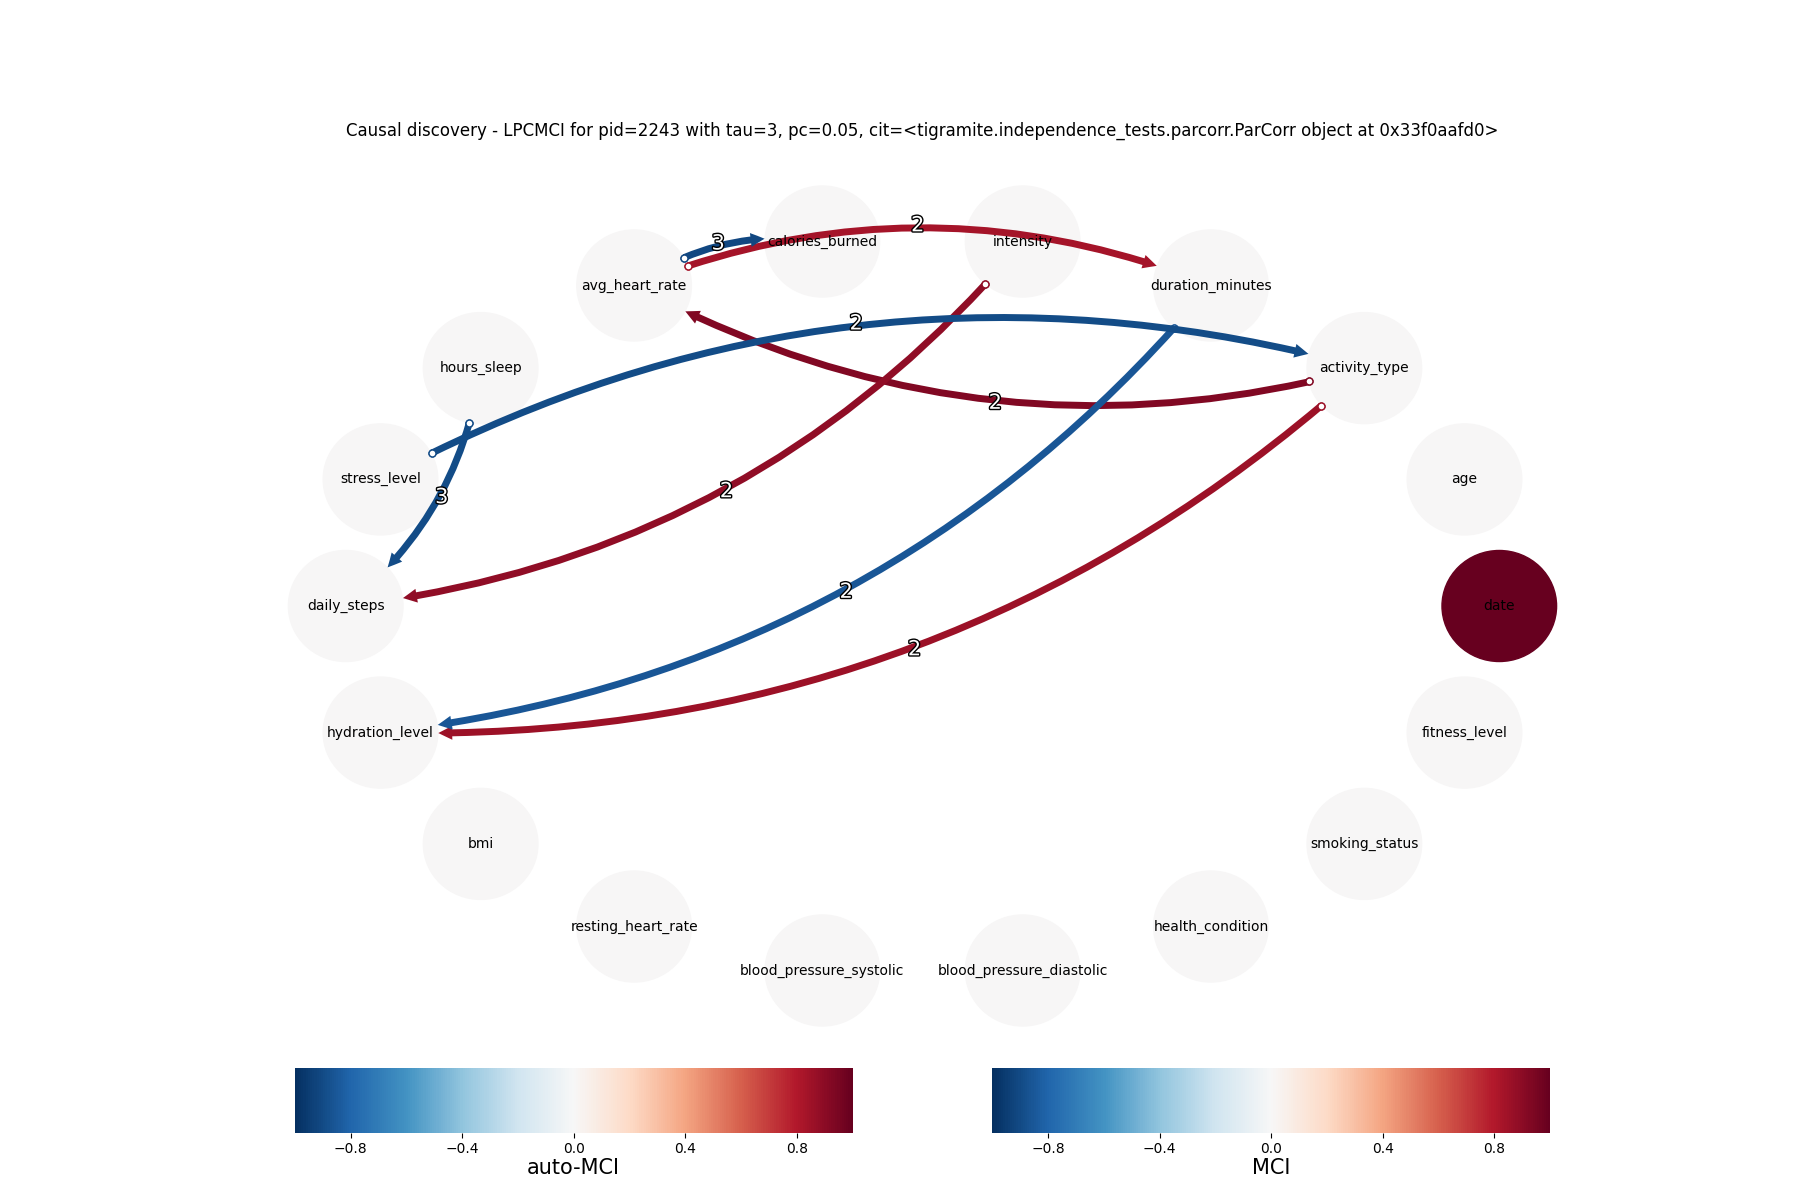 Causal discovery - LPCMCI for pid=2243 with tau=3, pc=0.05, cit=<tigramite.independence_tests.parcorr.ParCorr object at 0x33f0aafd0>
2
3
calories_burned
intensity
avg_heart_rate
duration_minutes
2
hours_sleep
activity_type
2
stress_level
age
3
2
2
daily_steps
date
2
hydration_level
fitness_level
bmi
smoking_status
resting_heart_rate
health_condition
blood_pressure_systolic
blood_pressure_diastolic
−0.8 −0.4 0.0 0.4 0.8
auto-MCI
−0.8 −0.4 0.0 0.4 0.8
MCI